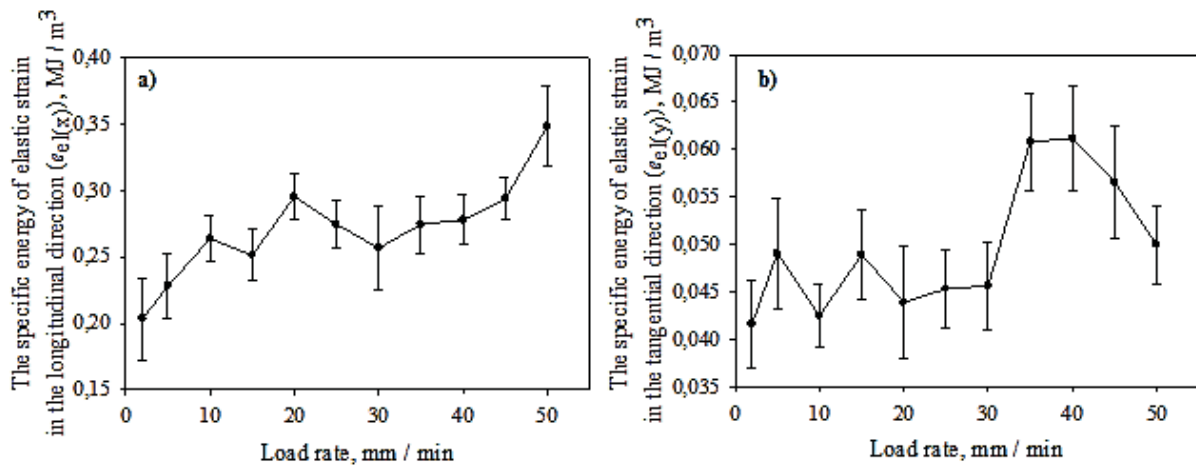 The specific energy of elastic strain
in the longitudinal direction (eel(x)), MJ / m3
0,40
0,35
0,30
0,25
0,20
0,15
a)
0 10 20 30 40 50
Load rate, mm / min
The specific energy of elastic strain
in the tangential direction (eel(y)), MJ / m3
0,070
0,065
0,060
0,055
0,050
0,045
0,040
0,035
b)
0 10 20 30 40 50
Load rate, mm / min